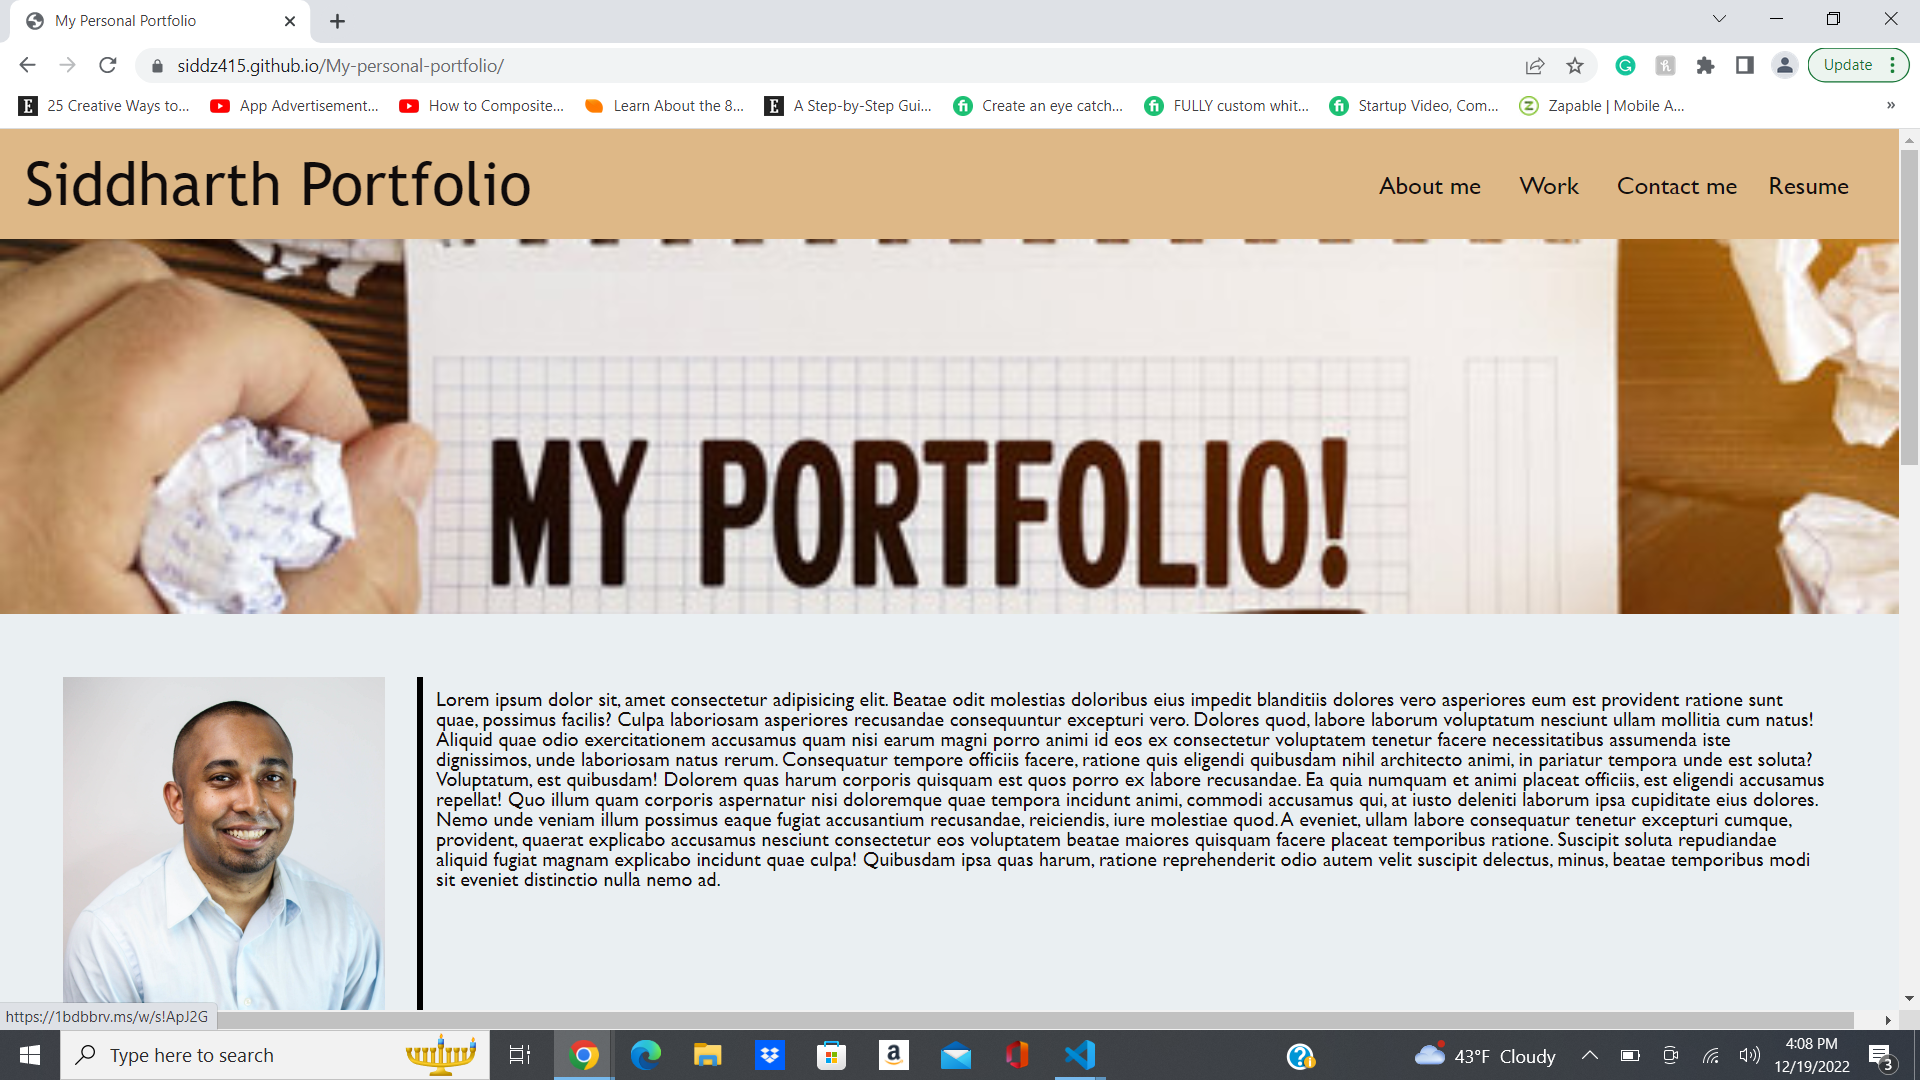 My Personal Portfolio
siddz415.github.io/My-personal-portfolio/
Update
25 Creative Ways to...
App Advertisement...
How to Composite...
Learn About the 8...
A Step-by-Step Gui...
Create an eye catch...
FULLY custom whit...
Startup Video, Com...
Zapable | Mobile A...
»
Siddharth Portfolio
About me
Work
Contact me
Resume
MY PORTFOLIO!
Lorem ipsum dolor sit, amet consectetur adipisicing elit. Beatae odit molestias doloribus eius impedit blanditiis dolores vero asperiores eum est provident ratione sunt
quae, possimus facilis? Culpa laboriosam asperiores recusandae consequuntur excepturi vero. Dolores quod, labore laborum voluptatum nesciunt ullam mollitia cum natus!
Aliquid quae odio exercitationem accusamus quam nisi earum magni porro animi id eos ex consectetur voluptatem tenetur facere necessitatibus assumenda iste
dignissimos, unde laboriosam natus rerum. Consequatur tempore officiis facere, ratione quis eligendi quibusdam nihil architecto animi, in pariatur tempora unde est soluta?
Voluptatum, est quibusdam! Dolorem quas harum corporis quisquam est quos porro ex labore recusandae. Ea quia numquam et animi placeat officiis, est eligendi accusamus
repellat! Quo illum quam corporis aspernatur nisi doloremque quae tempora incidunt animi, commodi accusamus qui, at iusto deleniti laborum ipsa cupiditate eius dolores.
Nemo unde veniam illum possimus eaque fugiat accusantium recusandae, reiciendis, iure molestiae quod. A eveniet, ullam labore consequatur tenetur excepturi cumque,
provident, quaerat explicabo accusamus nesciunt consectetur eos voluptatem beatae maiores quisquam facere placeat temporibus ratione. Suscipit soluta repudiandae
aliquid fugiat magnam explicabo incidunt quae culpa! Quibusdam ipsa quas harum, ratione reprehenderit odio autem velit suscipit delectus, minus, beatae temporibus modi
sit eveniet distinctio nulla nemo ad.
https://1bdbbrv.ms/w/s!ApJ2G
Type here to search
43°F Cloudy
4:08 PM
12/19/2022
3